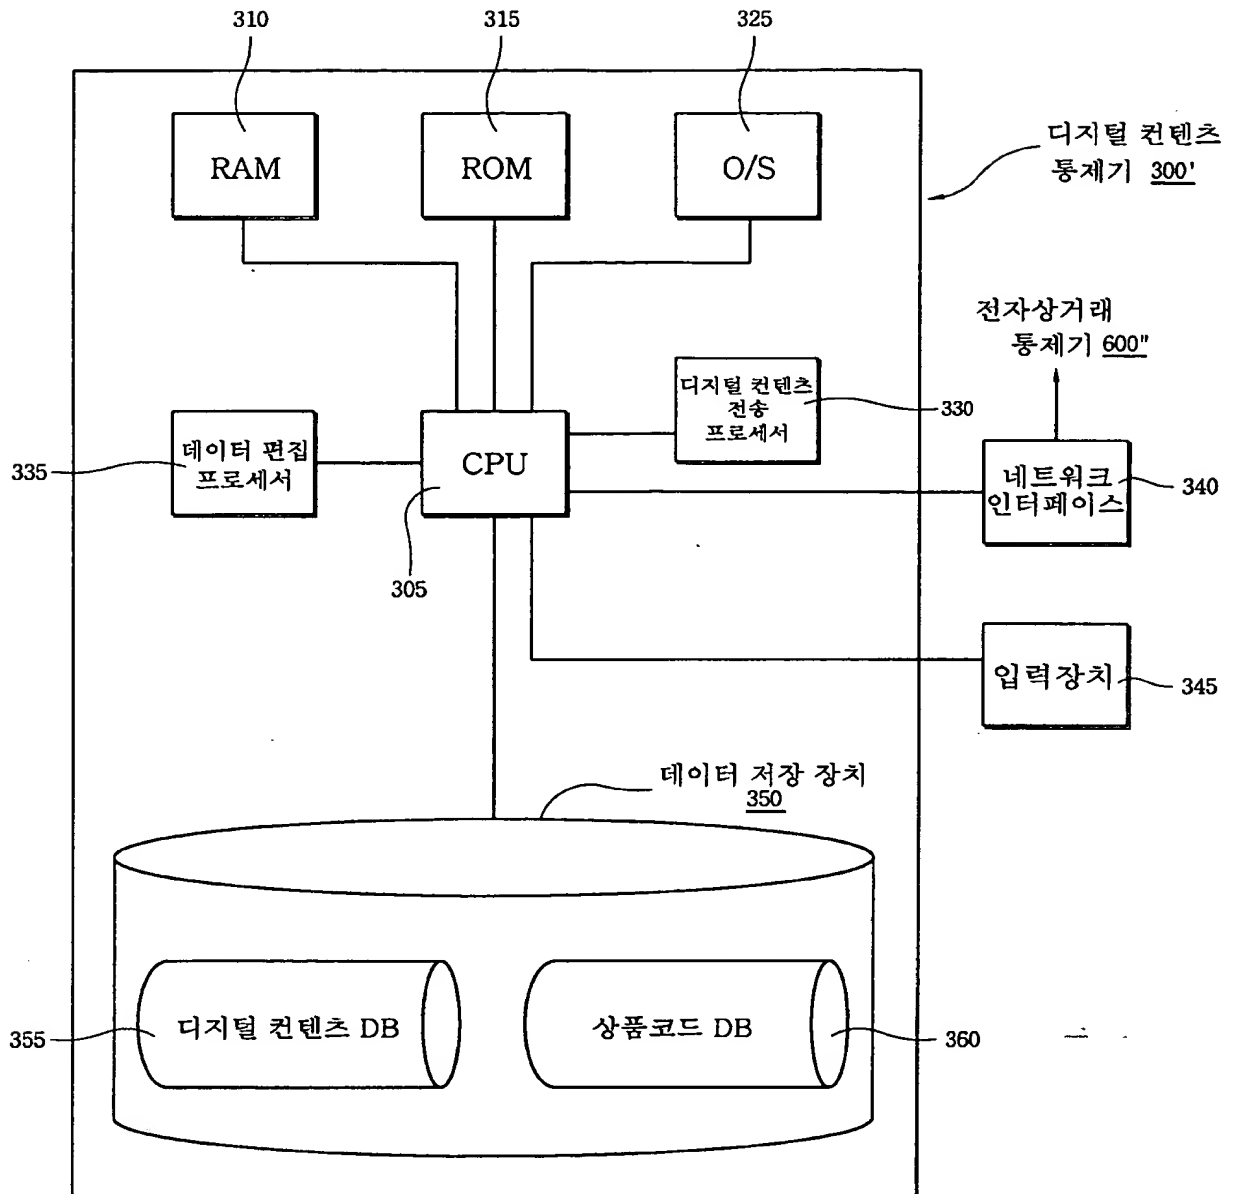 310
315
325
RAM
ROM
O/S
디지털 컨텐츠
통제기 300'
전자상거래
통제기 600"
디지털 컨텐츠
전송
프로세서
330
데이터 편집
프로세서
335
CPU
305
네트워크
인터페이스
340
입력장치
345
데이터 저장 장치
350
355
디지털 컨텐츠 DB
상품코드 DB
360